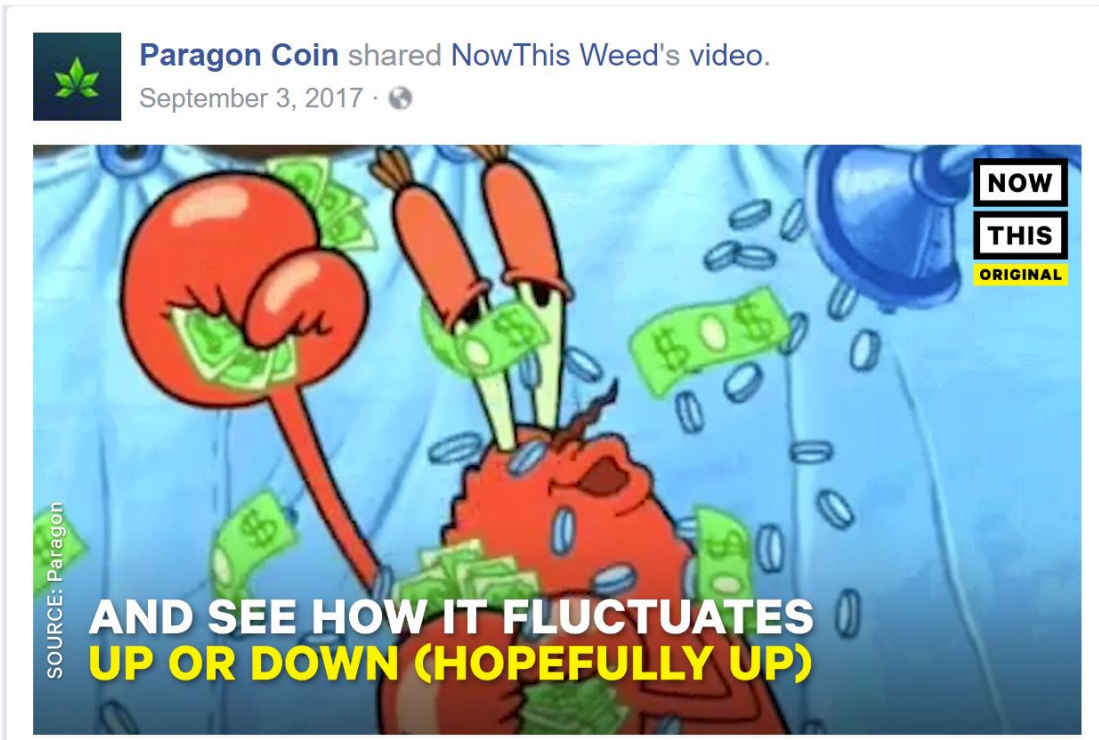 Paragon Coin shared NowThis Weed's video.
September 3, 2017 ·
NOW
THIS
ORIGINAL
SOURCE: Paragon
AND SEE HOW IT FLUCTUATES
UP OR DOWN (HOPEFULLY UP)